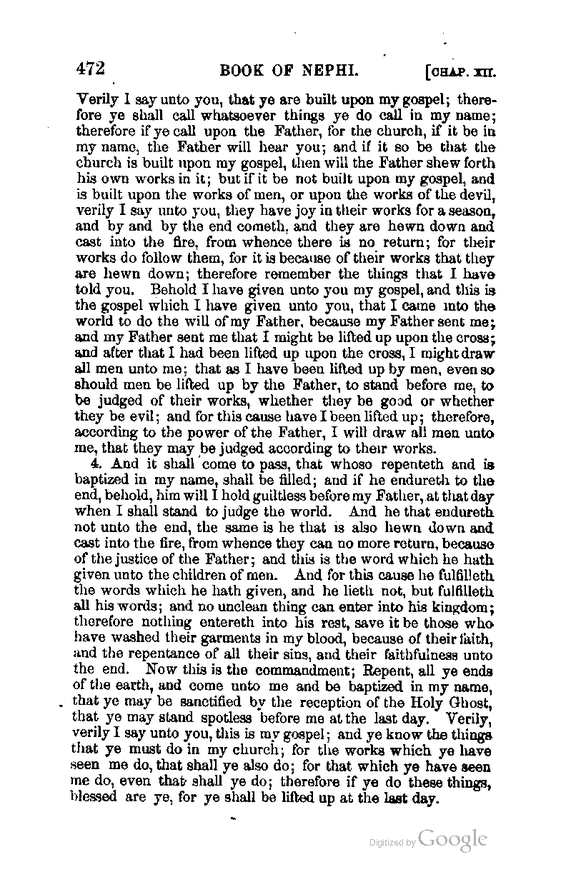 472 BOOK OF NEPHI. [CHAP. XII.
Verily I say unto you, that ye are built upon my gospel; there-
fore ye shall call whatsoever things ye do call in my name;
therefore if ye call upon the Father, for the church, if it be in
my name, the Father will hear you; and if it so be that the
church is built upon my gospel, then will the Father shew forth
his own works in it; but if it be not built upon my gospel, and
is built upon the works of men, or upon the works of the devil,
verily I say unto you, they have joy in their works for a season,
and by and by the end cometh, and they are hewn down and
cast into the fire, from whence there is no return; for their
works do follow them, for it is because of their works that they
are hewn down; therefore remember the things that I have
told you. Behold I have given unto you my gospel, and this is
the gospel which I have given unto you, that I came into the
world to do the will of my Father, because my Father sent me;
and my Father sent me that I might be lifted up upon the cross;
and after that I had been lifted up upon the cross, I might draw
all men unto me; that as I have been lifted up by men, even so
should men be lifted up by the Father, to stand before me, to
be judged of their works, whether they be good or whether
they be evil; and for this cause have I been lifted up; therefore,
according to the power of the Father, I will draw all men unto
me, that they may be judged according to their works.
4. And it shall come to pass, that whoso repenteth and is
baptized in my name, shall be filled; and if he endureth to the
end, behold, him will I hold guiltless before my Father, at that day
when I shall stand to judge the world. And he that endureth
not unto the end, the same is he that is also hewn down and
cast into the fire, from whence they can no more return, because
of the justice of the Father; and this is the word which he hath
given unto the children of men. And for this cause he fulfilleth
the words which he hath given, and he lieth not, but fulfilleth
all his words; and no unclean thing can enter into his kingdom;
therefore nothing entereth into his rest, save it be those who
have washed their garments in my blood, because of their faith,
and the repentance of all their sins, and their faithfulness unto
the end. Now this is the commandment; Repent, all ye ends
of the earth, and come unto me and be baptized in my name,
that ye may be sanctified by the reception of the Holy Ghost,
that ye may stand spotless before me at the last day. Verily,
verily I say unto you, this is my gospel; and ye know the things
that ye must do in my church; for the works which ye have
seen me do, that shall ye also do; for that which ye have seen
me do, even that shall ye do; therefore if ye do these things,
blessed are ye, for ye shall be lifted up at the last day.
Digitized by Google